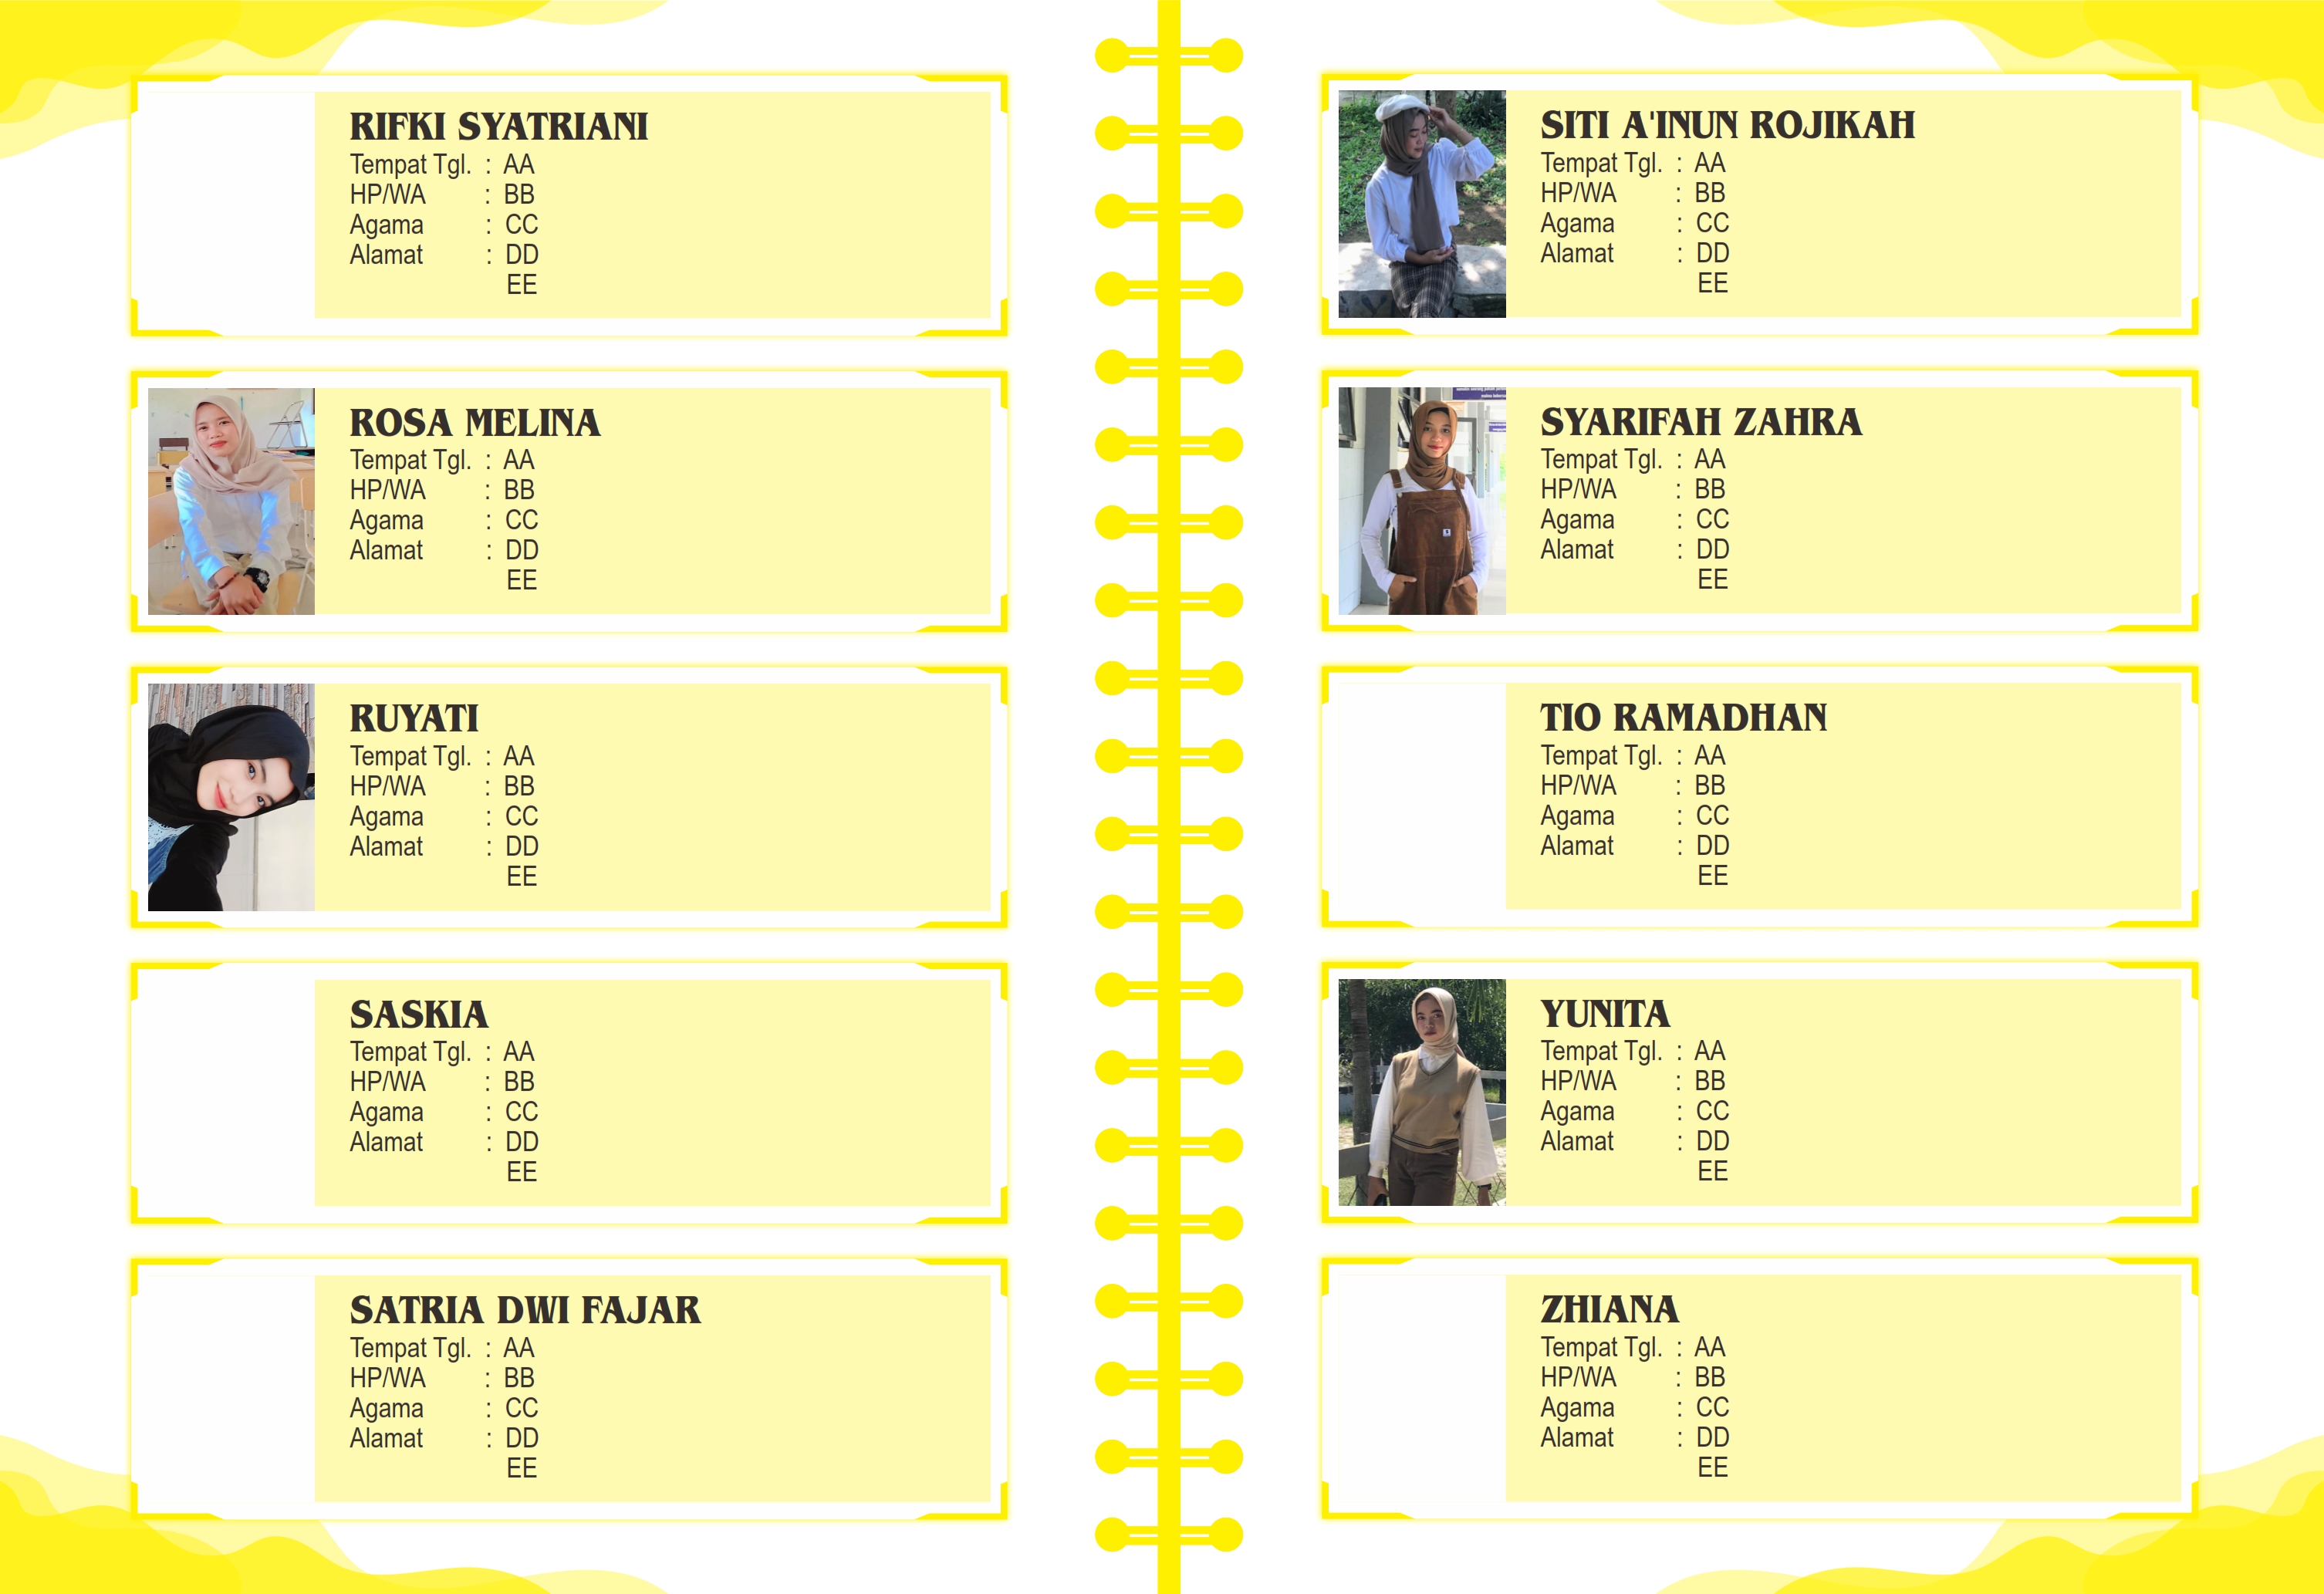 RIFKI SYATRIANI
Tempat Tgl. : AA
HP/WA : BB
Agama : CC
Alamat : DD
EE
ROSA MELINA
Tempat Tgl. : AA
HP/WA : BB
Agama : CC
Alamat : DD
EE
RUYATI
Tempat Tgl. : AA
HP/WA : BB
Agama : CC
Alamat : DD
EE
SASKIA
Tempat Tgl. : AA
HP/WA : BB
Agama : CC
Alamat : DD
EE
SATRIA DWI FAJAR
Tempat Tgl. : AA
HP/WA : BB
Agama : CC
Alamat : DD
EE
SITI A'INUN ROJIKAH
Tempat Tgl. : AA
HP/WA : BB
Agama : CC
Alamat : DD
EE
SYARIFAH ZAHRA
Tempat Tgl. : AA
HP/WA : BB
Agama : CC
Alamat : DD
EE
TIO RAMADHAN
Tempat Tgl. : AA
HP/WA : BB
Agama : CC
Alamat : DD
EE
YUNITA
Tempat Tgl. : AA
HP/WA : BB
Agama : CC
Alamat : DD
EE
ZHIANA
Tempat Tgl. : AA
HP/WA : BB
Agama : CC
Alamat : DD
EE